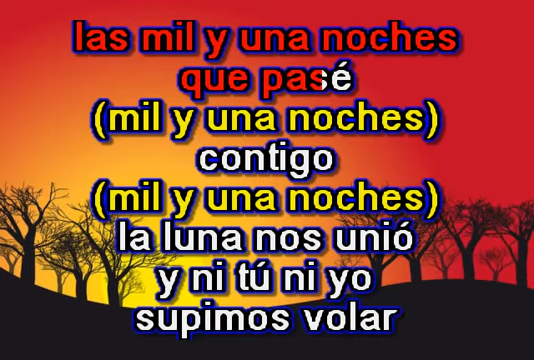 las mil y una noches
que pasé
(mil y una noches)
contigo
(mil y una noches)
la luna nos unió
y ni tú ni yo
supimos volar